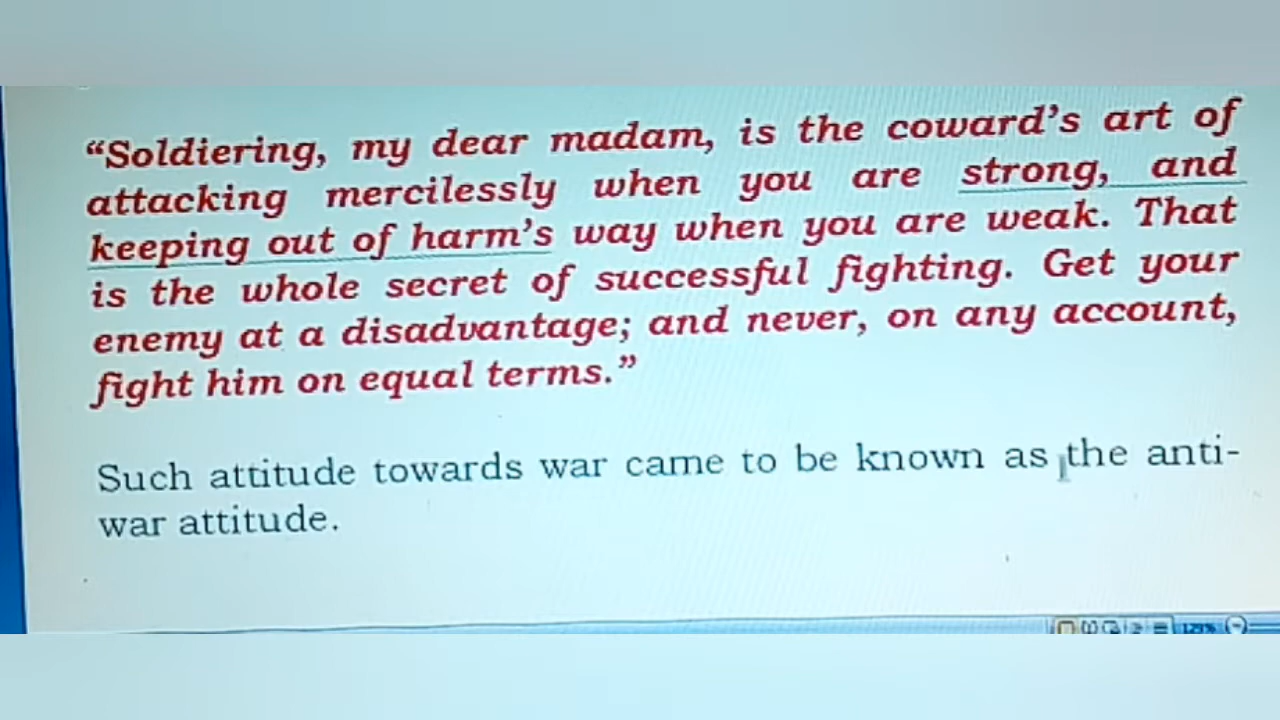 “Soldiering, my dear madam, is the coward’s art of
attacking mercilessly when you are strong, and
keeping out of harm’s way when you are weak. That
is the whole secret of successful fighting. Get your
enemy at a disadvantage; and never, on any account,
fight him on equal terms.”
Such attitude towards war came to be known as the anti-
war attitude.